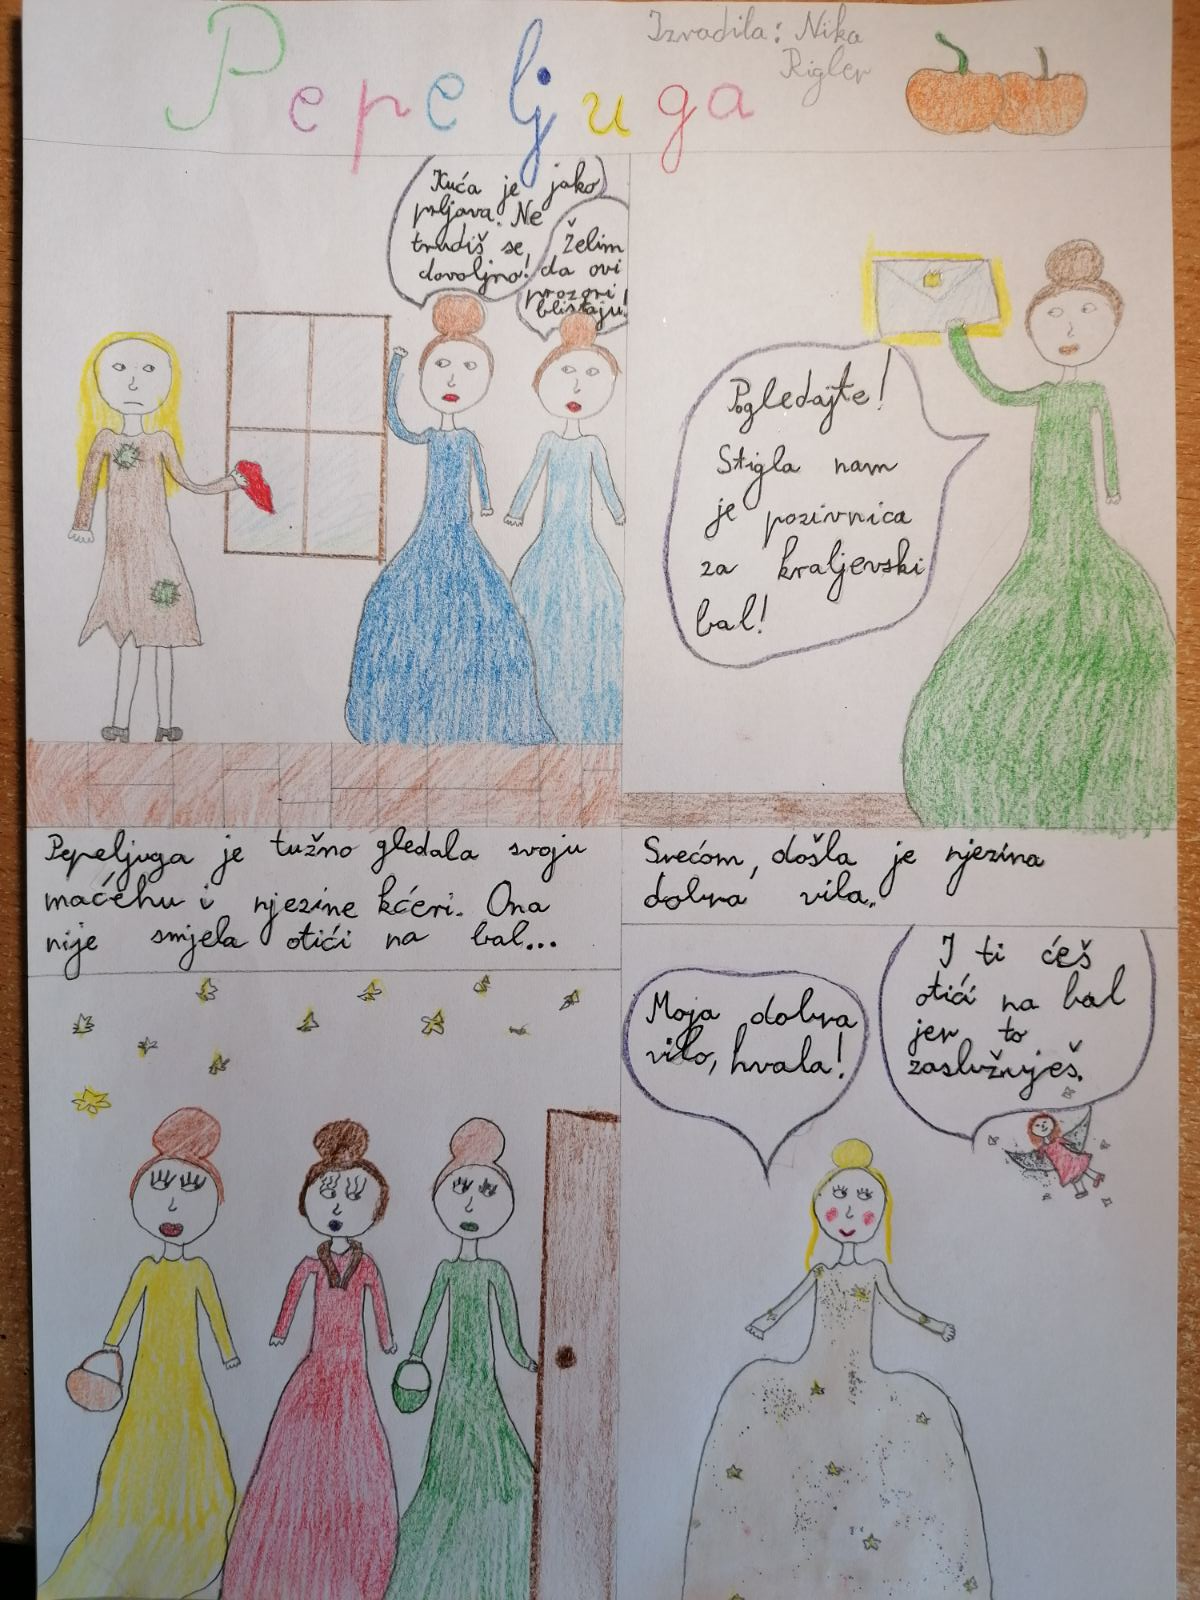 Pepeljuga
Izradila: Nika
Rigler
Kuća je jako
prljava. Ne
trudiš se,
dovoljno!
Želim
da ovi
prozori
blistaju!
Pogledajte!
Stigla nam
je pozivnica
za kraljevski
bal!
Pepeljuga je tužno gledala svoju
maćehu i njezine kćeri. Ona
nije smjela otići na bal...
Srećom, došla je njezina
dobra vila.
Moja dobra
vilo, hvala!
I ti ćeš
otići na bal
jer to
zaslužuješ.